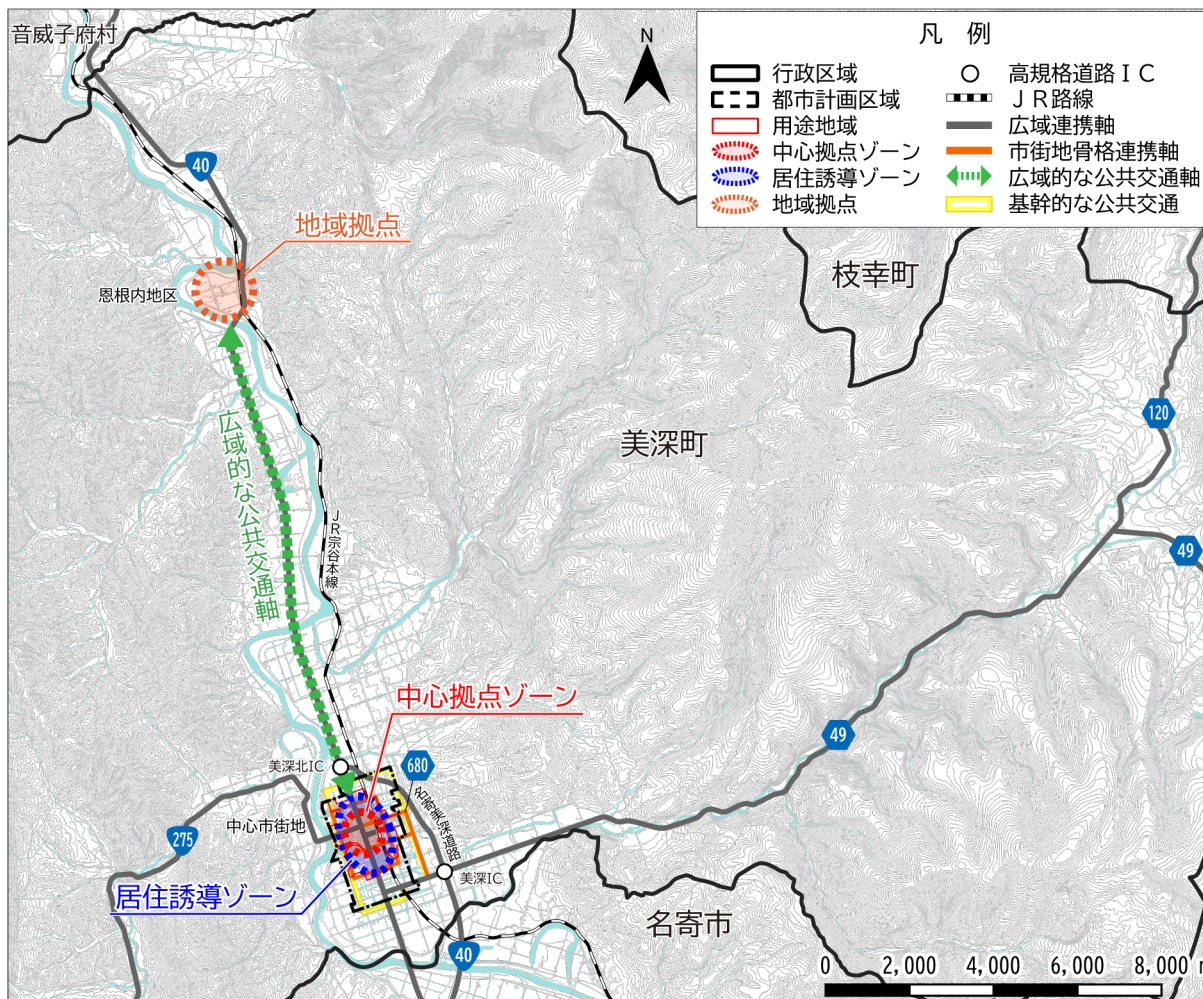 音威子府村
N
凡 例
行政区域
都市計画区域
用途地域
中心拠点ゾーン
居住誘導ゾーン
地域拠点
高規格道路ＩＣ
ＪＲ路線
広域連携軸
市街地骨格連携軸
広域的な公共交通軸
基幹的な公共交通
40
地域拠点
恩根内地区
枝幸町
美深町
120
49
広域的な公共交通軸
ＪＲ宗谷本線
中心拠点ゾーン
49
美深北IC
680
名寄美深道路
中心市街地
275
美深IC
居住誘導ゾーン
名寄市
40
0 2,000 4,000 6,000 8,000